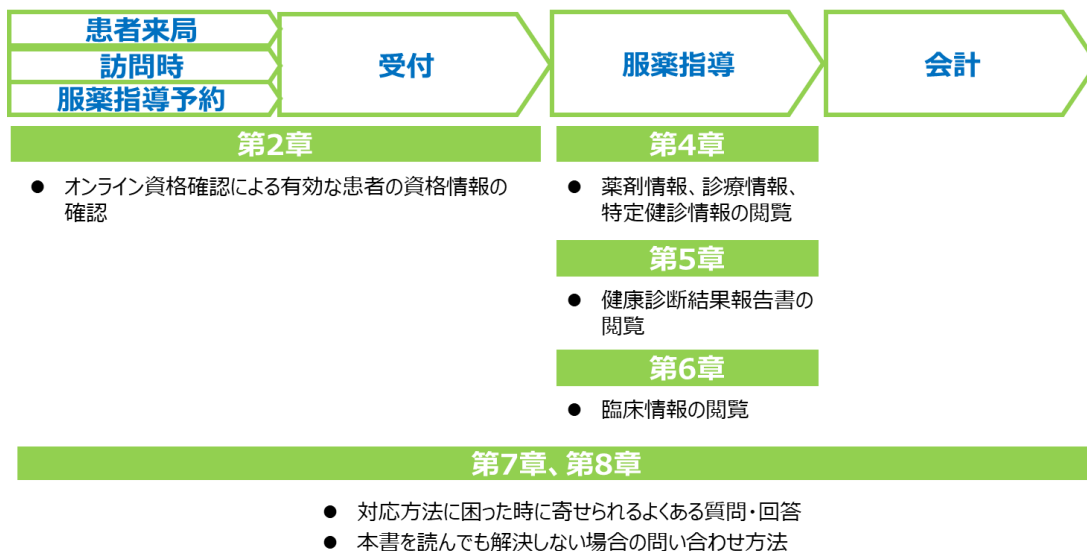 患者来局
訪問時
服薬指導予約
受付
服薬指導
会計
第2章
● オンライン資格確認による有効な患者の資格情報の
確認
第4章
● 薬剤情報、診療情報、
特定健診情報の閲覧
第5章
● 健康診断結果報告書の
閲覧
第6章
● 臨床情報の閲覧
第7章、第8章
● 対応方法に困った時に寄せられるよくある質問・回答
● 本書を読んでも解決しない場合の問い合わせ方法